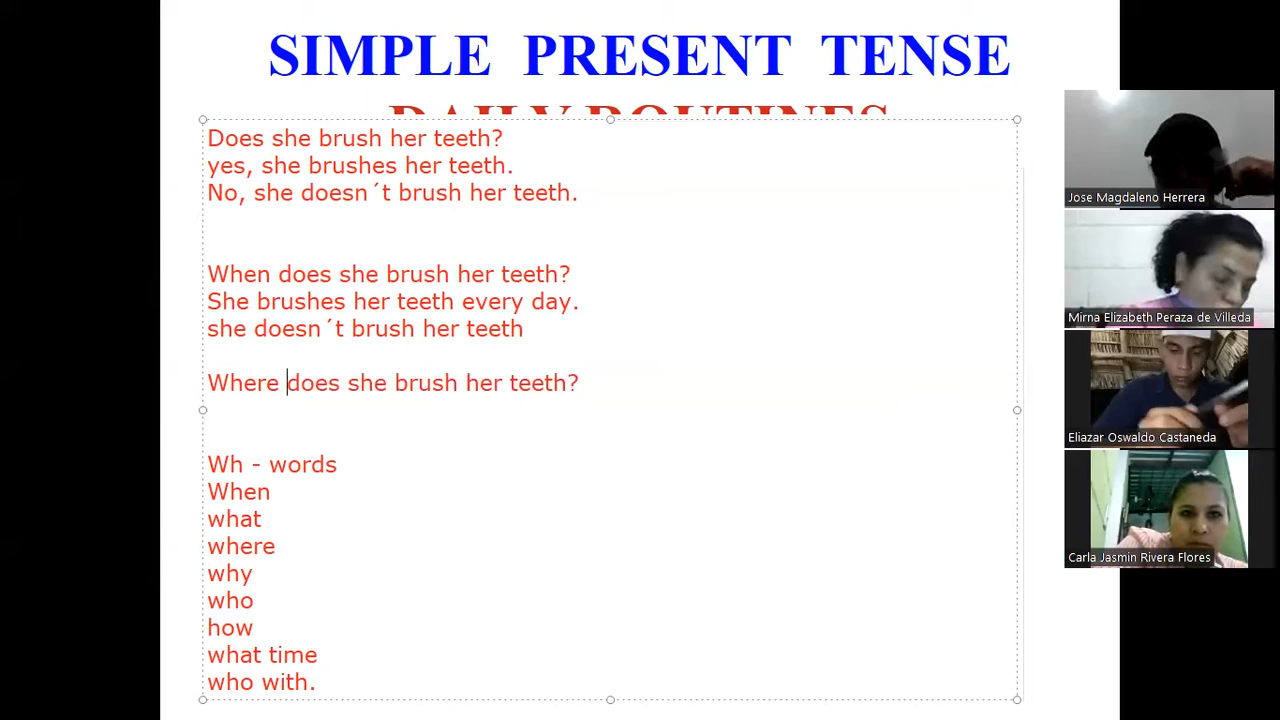 SIMPLE PRESENT TENSE
DAILY ROUTINES
Does she brush her teeth?
yes, she brushes her teeth.
No, she doesn´t brush her teeth.
When does she brush her teeth?
She brushes her teeth every day.
she doesn´t brush her teeth
Where does she brush her teeth?
Wh - words
When
what
where
why
who
how
what time
who with.
Jose Magdaleno Herrera
Mirna Elizabeth Peraza de Villeda
Eliazar Oswaldo Castaneda
Carla Jasmin Rivera Flores